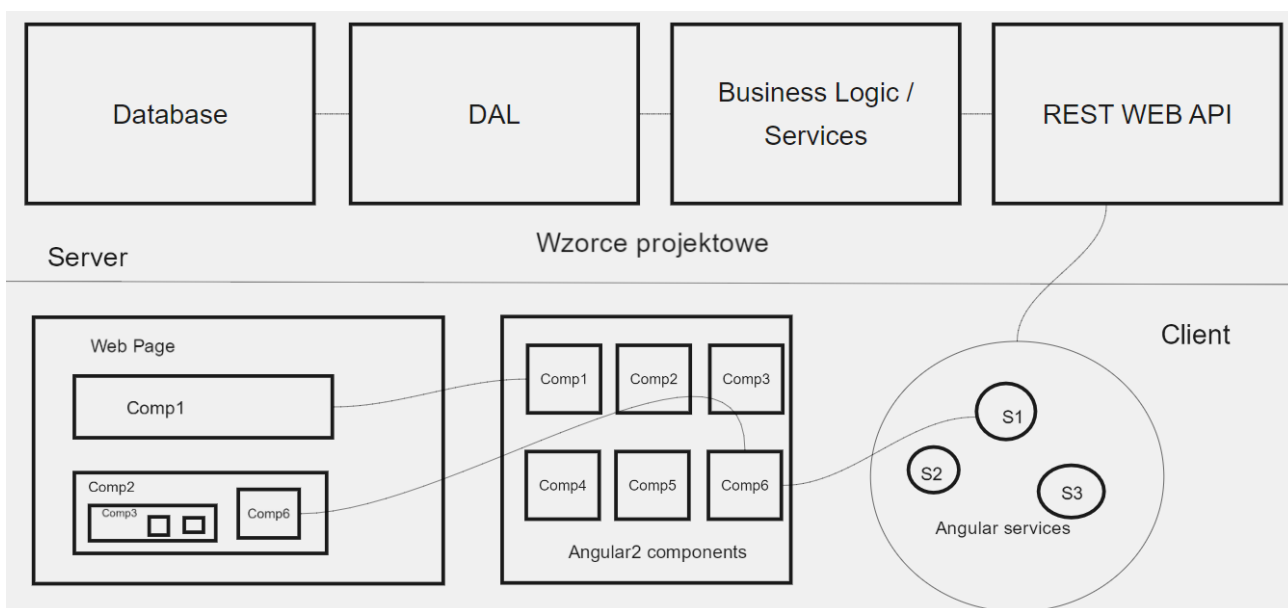 Database
DAL
Business Logic /
Services
REST WEB API
Wzorce projektowe
Server
Client
Web Page
Comp1
Comp2
Comp3
Comp6
Comp1
Comp2
Comp3
Comp4
Comp5
Comp6
Angular2 components
S1
S2
S3
Angular services